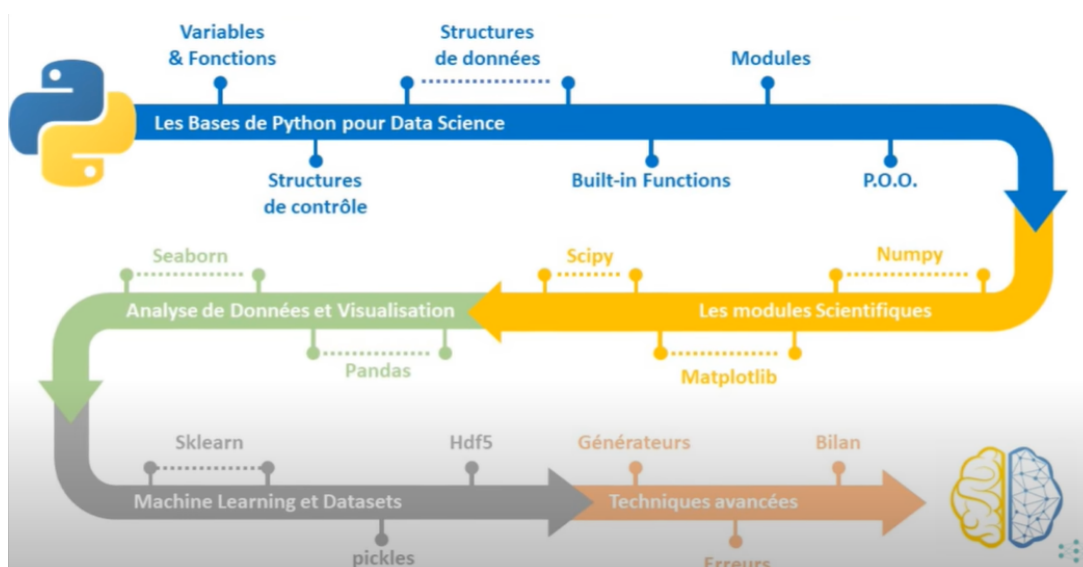 Variables
& Fonctions
Structures
de données
Modules
Les Bases de Python pour Data Science
Structures
de contrôle
Built-in Functions
P.O.O.
Seaborn
Scipy
Numpy
Analyse de Données et Visualisation
Les modules Scientifiques
Pandas
Matplotlib
Sklearn
Hdf5
Générateurs
Bilan
Machine Learning et Datasets
Techniques avancées
pickles
Erreurs